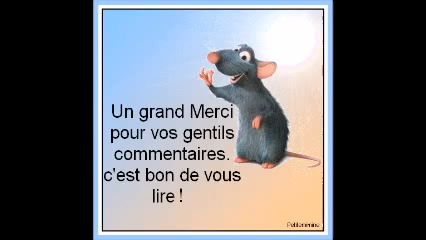 Un grand Merci
pour vos gentils
commentaires.
c'est bon de vous
lire !